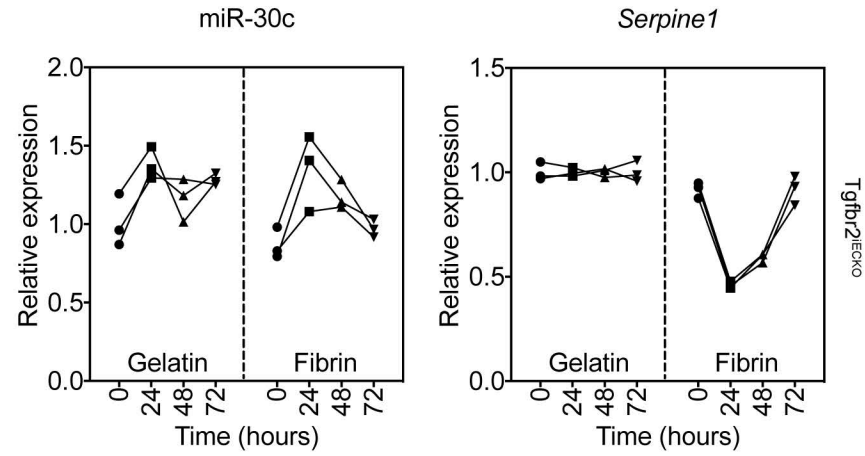 miR-30c
Relative expression
2.0
1.5
1.0
0.5
0.0
Gelatin
Fibrin
0 24 48 72 0 24 48 72
Time (hours)
Serpine1
Relative expression
1.5
1.0
0.5
0.0
Gelatin
Fibrin
0 24 48 72 0 24 48 72
Time (hours)
Tgfbr2iECKO